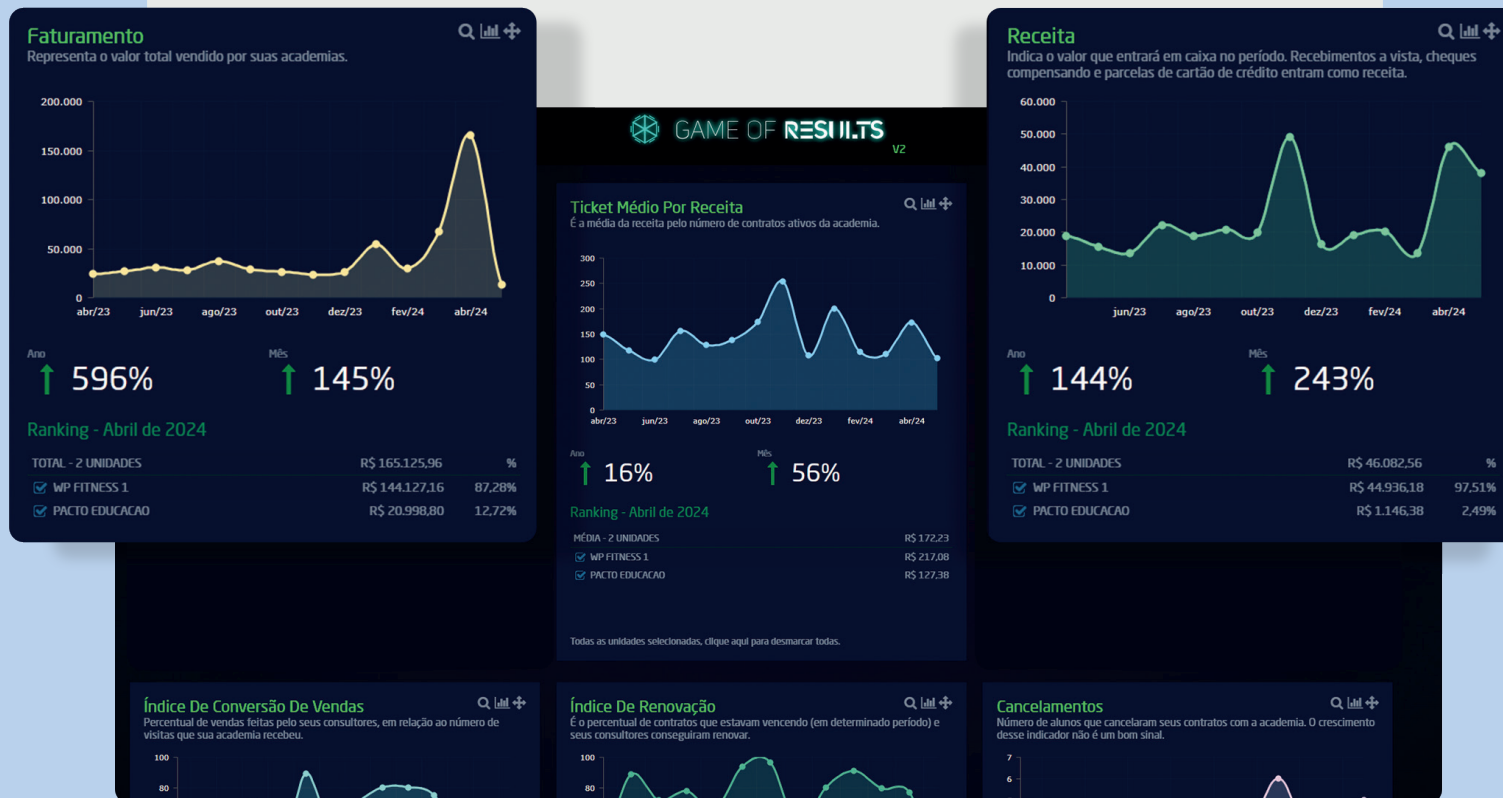 Faturamento
Representa o valor total vendido por suas academias.
200.000
150.000
100.000
50.000
0
abr/23 jun/23 ago/23 out/23 dez/23 fev/24 abr/24
Ano Mês
596% 145%
Ranking - Abril de 2024
TOTAL - 2 UNIDADES R$ 165.125,96 %
WP FITNESS 1 R$ 144.127,16 87,28%
PACTO EDUCACAO R$ 20.998,80 12,72%
GAME OF RESULTS
V2
Ticket Médio Por Receita
É a média da receita pelo número de contratos ativos da academia.
300
250
200
150
100
50
0
abr/23 jun/23 ago/23 out/23 dez/23 fev/24 abr/24
Ano Mês
16% 56%
Ranking - Abril de 2024
MÉDIA - 2 UNIDADES R$ 172,23
WP FITNESS 1 R$ 217,08
PACTO EDUCACAO R$ 127,38
Todas as unidades selecionadas, clique aqui para desmarcar todas.
Receita
Indica o valor que entrará em caixa no período. Recebimentos a vista, cheques
compensando e parcelas de cartão de crédito entram como receita.
60.000
50.000
40.000
30.000
20.000
10.000
0
jun/23 ago/23 out/23 dez/23 fev/24 abr/24
Ano Mês
144% 243%
Ranking - Abril de 2024
TOTAL - 2 UNIDADES R$ 46.082,56 %
WP FITNESS 1 R$ 44.936,18 97,51%
PACTO EDUCACAO R$ 1.146,38 2,49%
Índice De Conversão De Vendas
Percentual de vendas feitas pelo seus consultores, em relação ao número de
visitas que sua academia recebeu.
100
80
Índice De Renovação
É o percentual de contratos que estavam vencendo (em determinado período) e
seus consultores conseguiram renovar.
100
80
Cancelamentos
Número de alunos que cancelaram seus contratos com a academia. O crescimento
desse indicador não é um bom sinal.
7
6